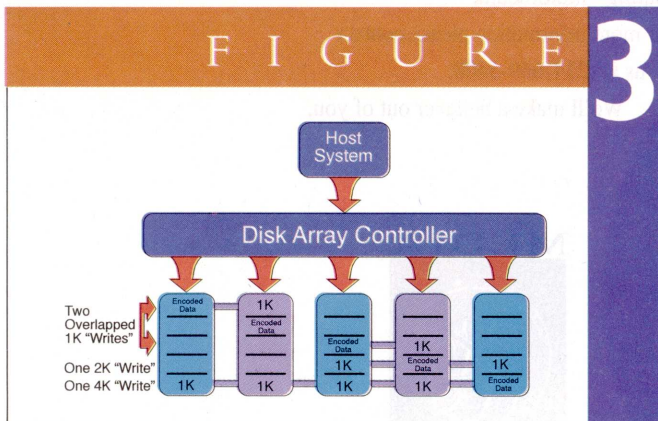 FIGURE 3
Host
System
Disk Array Controller
Two
Overlapped
1K "Writes"
One 2K "Write"
One 4K "Write"
Encoded
Data
1K
1K
Encoded
Data
1K
Encoded
Data
1K
1K
1K
Encoded
Data
1K
1K
Encoded
Data